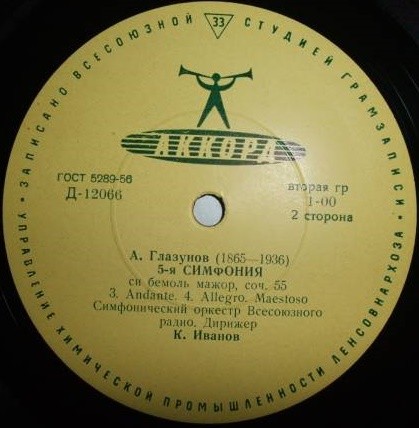 • ЗАПИСАНО ВСЕСОЮЗНОЙ СТУДИЕЙ ГРАМЗАПИСИ •
33
АККОРД
ГОСТ 5289-56
Д-12066
вторая гр
1-00
2 сторона
А. Глазунов (1865—1936)
5-я СИМФОНИЯ
си бемоль мажор, соч. 55
3. Andante. 4. Allegro. Maestoso
Симфонический оркестр Всесоюзного
радио. Дирижер
К. Иванов
УПРАВЛЕНИЕ ХИМИЧЕСКОЙ ПРОМЫШЛЕННОСТИ ЛЕНСОВНАРХОЗА